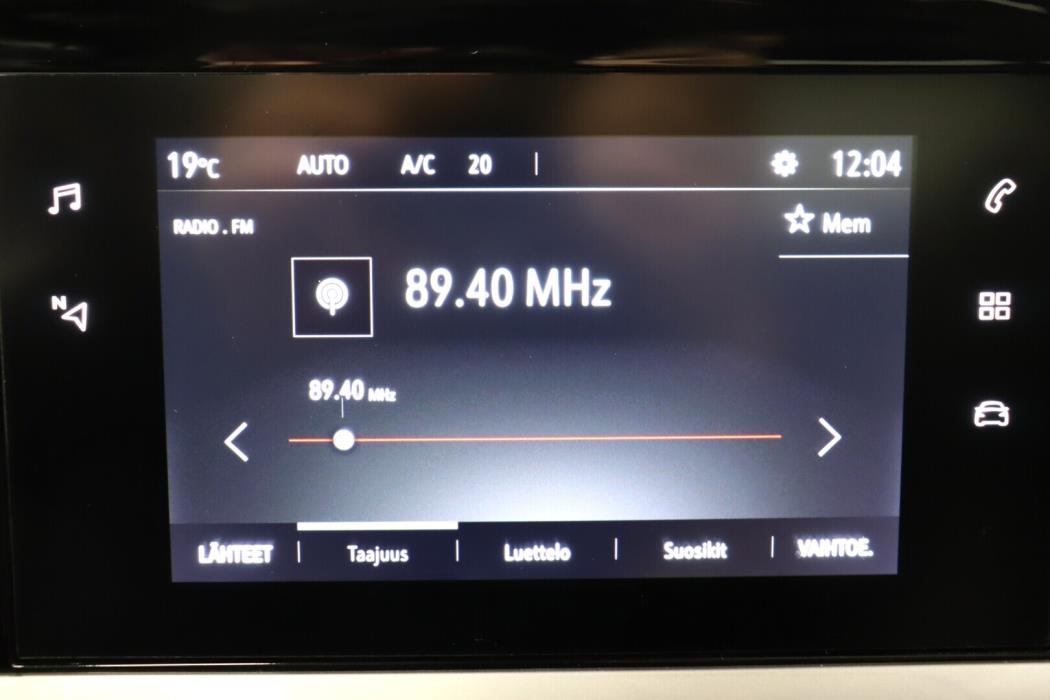 19°C AUTO A/C 20 12:04
RADIO . FM
Mem
89.40 MHz
89.40 MHz
N
LÄHTEET Taajuus Luettelo Suosikit VAIHTOE.